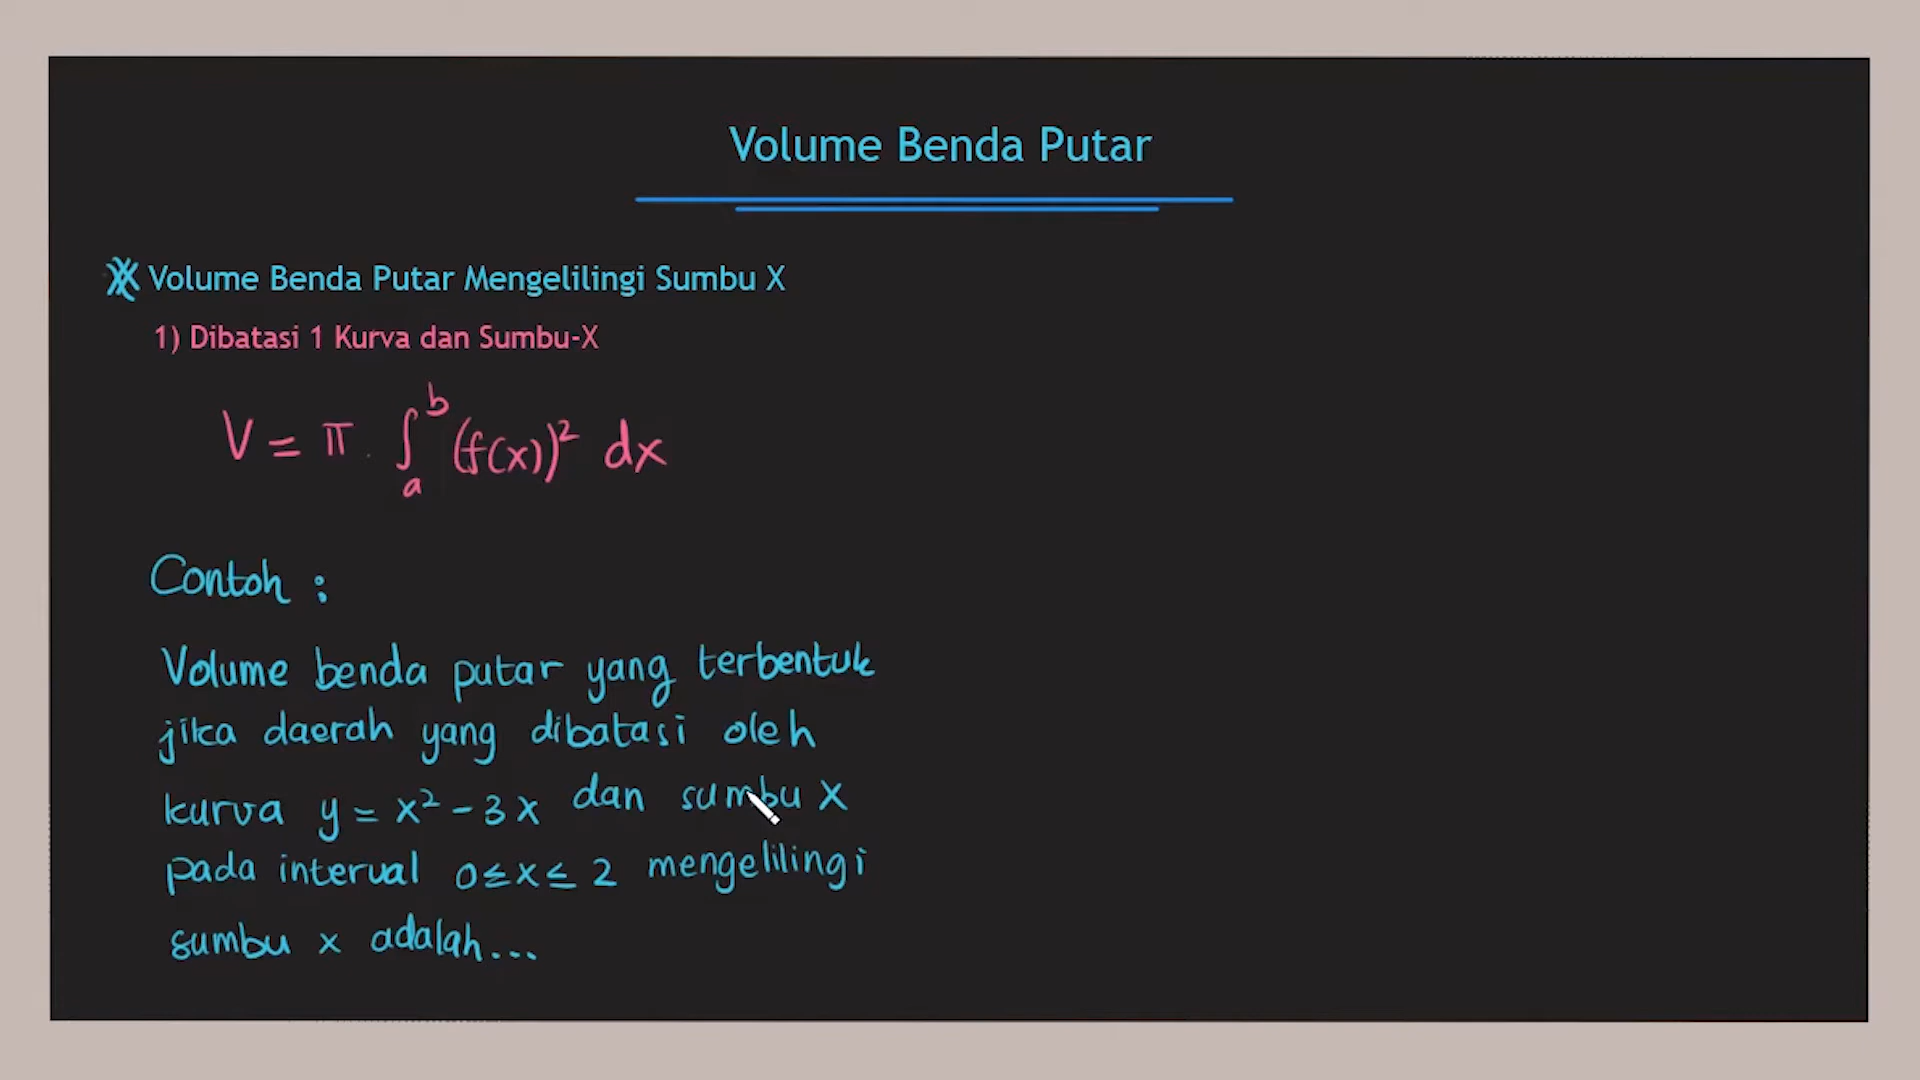 Volume Benda Putar
Volume Benda Putar Mengelilingi Sumbu X
1) Dibatasi 1 Kurva dan Sumbu-X
V = π . ∫ₐᵇ (f(x))² dx
Contoh :
Volume benda putar yang terbentuk
jika daerah yang dibatasi oleh
kurva y = x² - 3x dan sumbu X
pada interval 0 ≤ x ≤ 2 mengelilingi
sumbu x adalah...